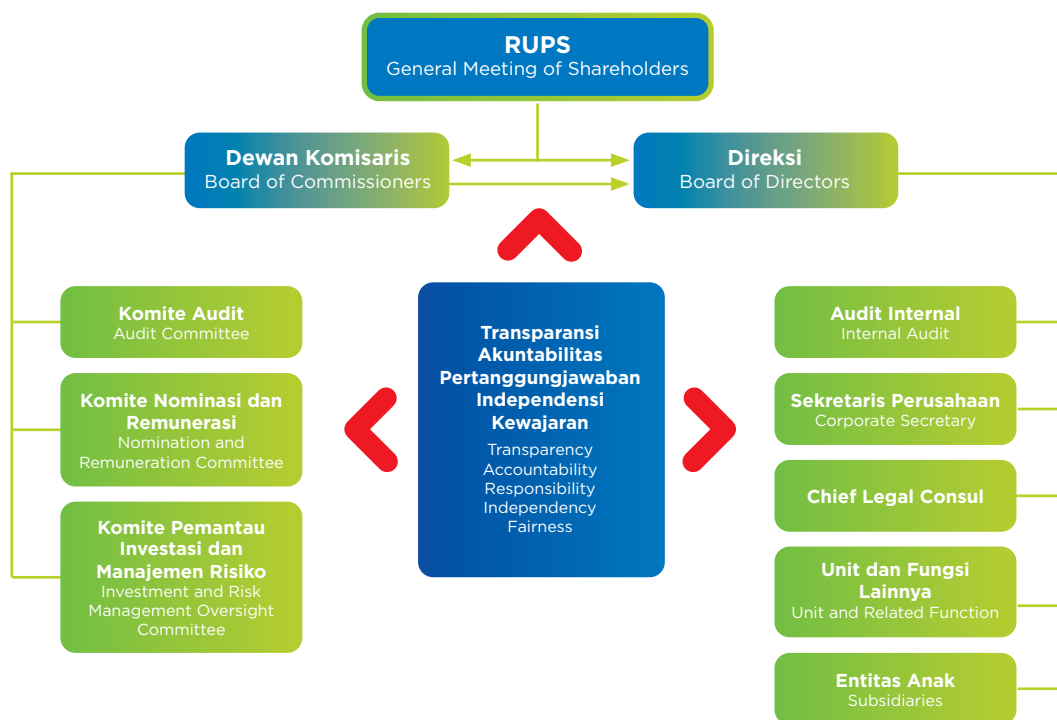 RUPS
General Meeting of Shareholders
Dewan Komisaris
Board of Commissioners
Direksi
Board of Directors
Komite Audit
Audit Committee
Komite Nominasi dan
Remunerasi
Nomination and
Remuneration Committee
Komite Pemantau
Investasi dan
Manajemen Risiko
Investment and Risk
Management Oversight
Committee
Transparansi
Akuntabilitas
Pertanggungjawaban
Independensi
Kewajaran
Transparency
Accountability
Responsibility
Independency
Fairness
Audit Internal
Internal Audit
Sekretaris Perusahaan
Corporate Secretary
Chief Legal Consul
Unit dan Fungsi
Lainnya
Unit and Related Function
Entitas Anak
Subsidiaries